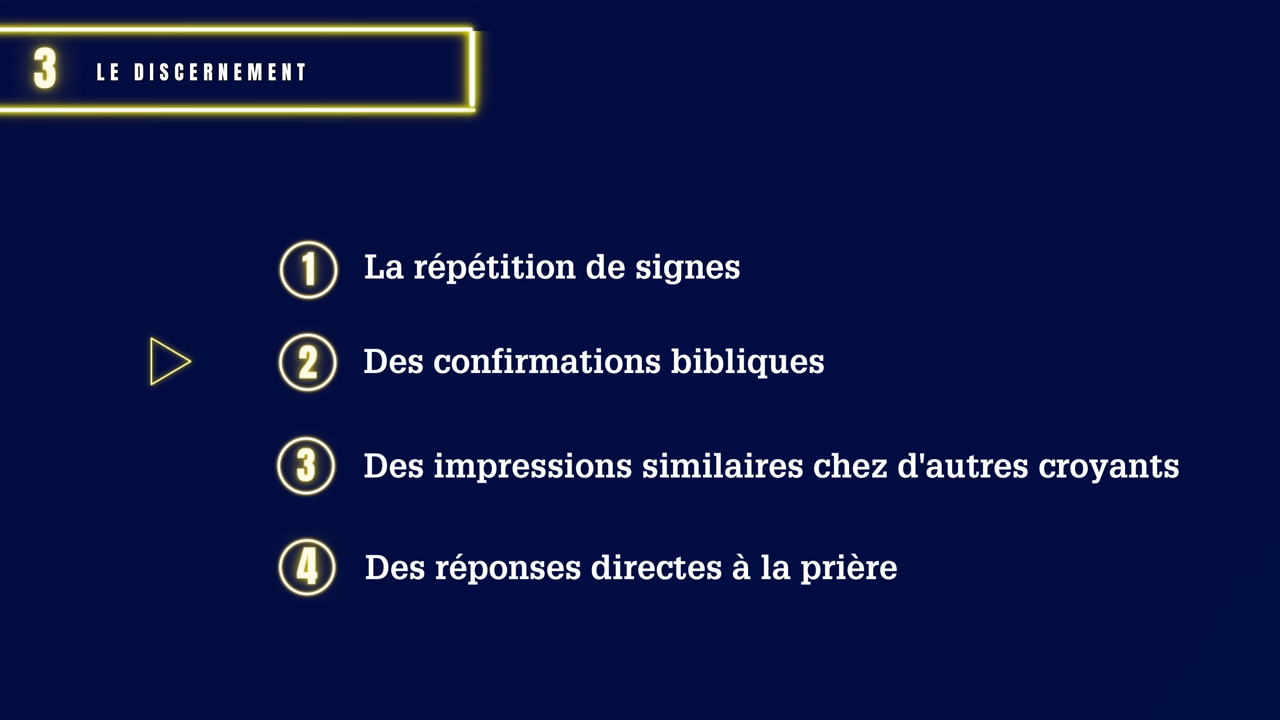 3 LE DISCERNEMENT
1 La répétition de signes
2 Des confirmations bibliques
3 Des impressions similaires chez d'autres croyants
4 Des réponses directes à la prière